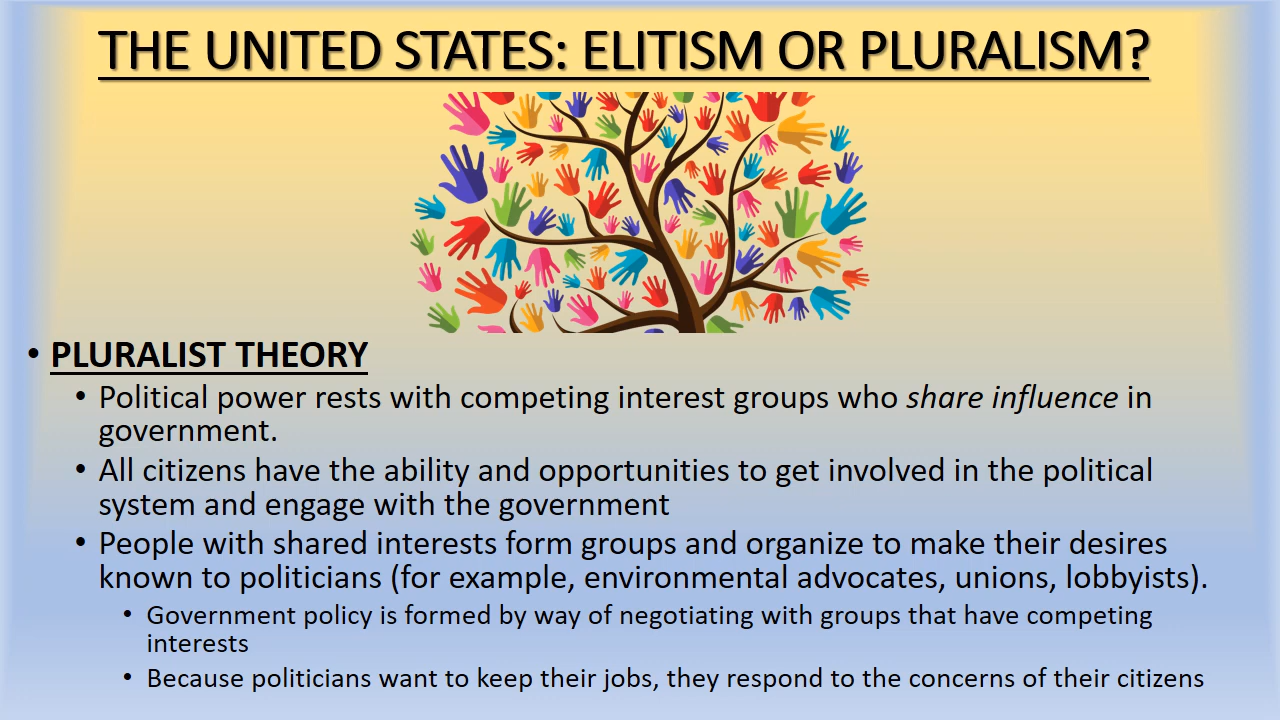 THE UNITED STATES: ELITISM OR PLURALISM?
• PLURALIST THEORY
• Political power rests with competing interest groups who share influence in
government.
• All citizens have the ability and opportunities to get involved in the political
system and engage with the government
• People with shared interests form groups and organize to make their desires
known to politicians (for example, environmental advocates, unions, lobbyists).
• Government policy is formed by way of negotiating with groups that have competing
interests
• Because politicians want to keep their jobs, they respond to the concerns of their citizens